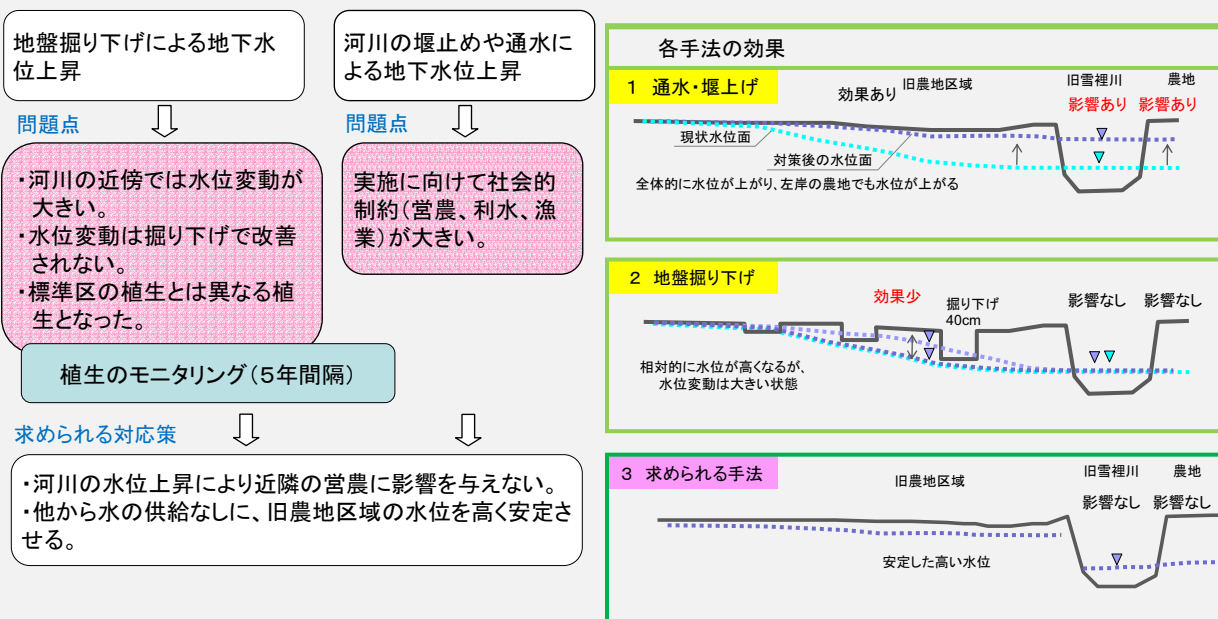 地盤掘り下げによる地下水
位上昇
河川の堰止めや通水に
よる地下水位上昇
問題点
問題点
・河川の近傍では水位変動が
大きい。
・水位変動は掘り下げで改善
されない。
・標準区の植生とは異なる植
生となった。
実施に向けて社会的
制約(営農、利水、漁
業)が大きい。
植生のモニタリング(5年間隔)
求められる対応策
・河川の水位上昇により近隣の営農に影響を与えない。
・他から水の供給なしに、旧農地区域の水位を高く安定さ
せる。
各手法の効果
1 通水・堰上げ
効果あり
旧農地区域
旧雪裡川
農地
影響あり
影響あり
現状水位面
対策後の水位面
全体的に水位が上がり、左岸の農地でも水位が上がる
2 地盤掘り下げ
効果少
掘り下げ
40cm
影響なし
影響なし
相対的に水位が高くなるが、
水位変動は大きい状態
3 求められる手法
旧農地区域
旧雪裡川
農地
影響なし
影響なし
安定した高い水位